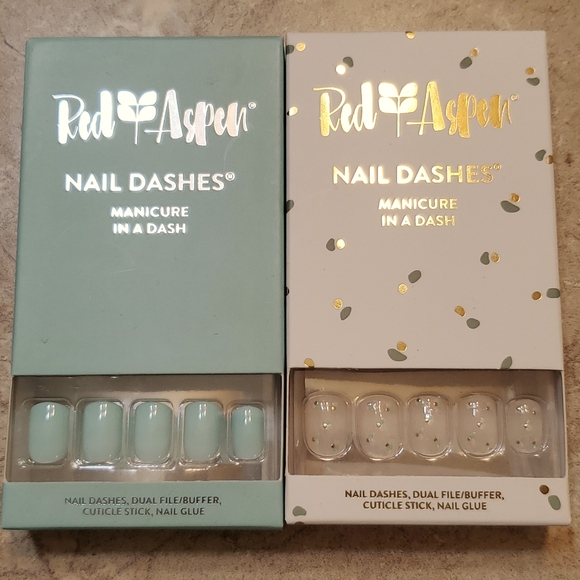 Red Aspen®
NAIL DASHES®
MANICURE
IN A DASH
NAIL DASHES, DUAL FILE/BUFFER,
CUTICLE STICK, NAIL GLUE
Red Aspen®
NAIL DASHES®
MANICURE
IN A DASH
NAIL DASHES, DUAL FILE/BUFFER,
CUTICLE STICK, NAIL GLUE